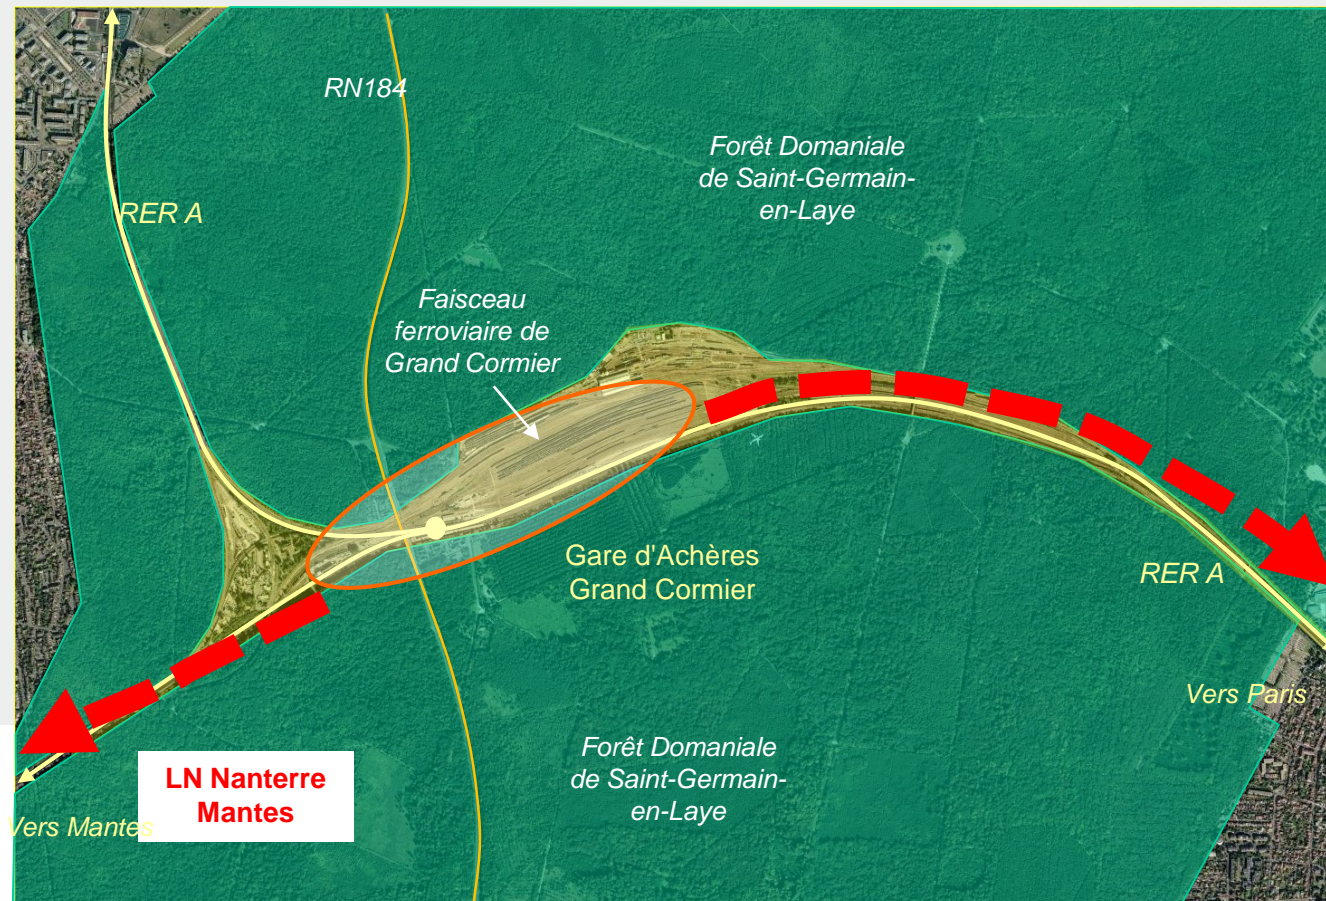 RN184
Forêt Domaniale
de Saint-Germain-
en-Laye
RER A
Faisceau
ferroviaire de
Grand Cormier
Gare d'Achères
Grand Cormier
RER A
Vers Paris
Forêt Domaniale
de Saint-Germain-
en-Laye
LN Nanterre
Mantes
Vers Mantes